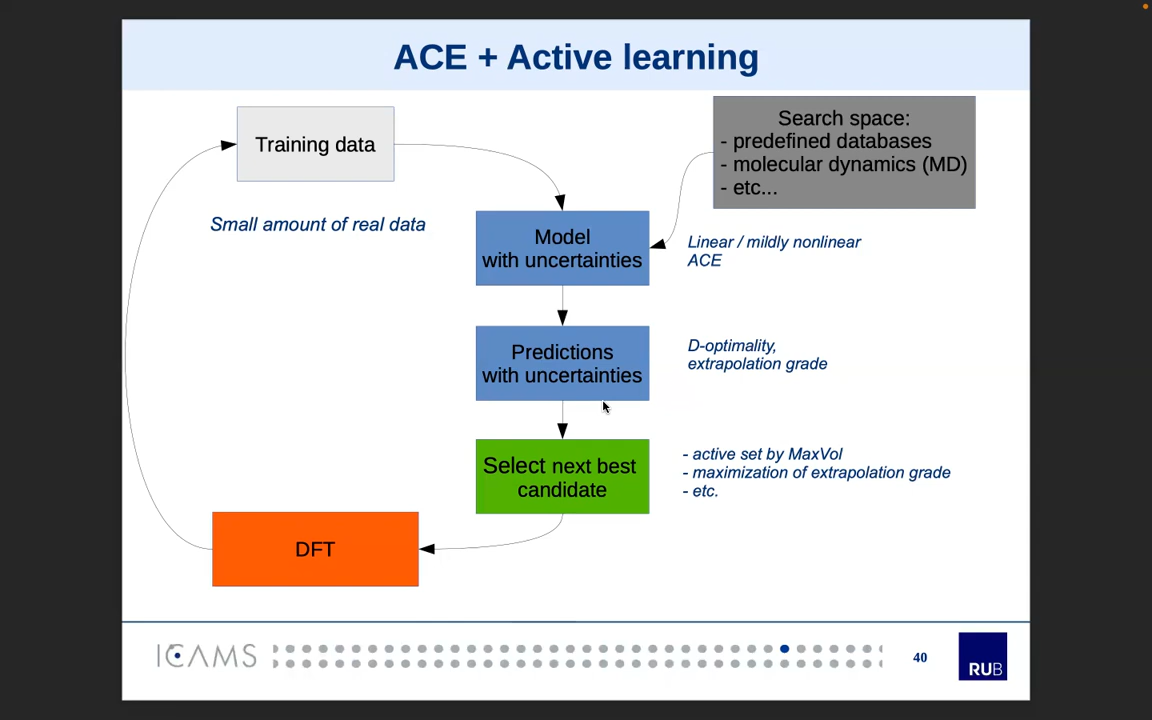 ACE + Active learning
Training data
Search space:
- predefined databases
- molecular dynamics (MD)
- etc...
Small amount of real data
Model
with uncertainties
Linear / mildly nonlinear
ACE
Predictions
with uncertainties
D-optimality,
extrapolation grade
Select next best
candidate
- active set by MaxVol
- maximization of extrapolation grade
- etc.
DFT
ICAMS
40
RUB